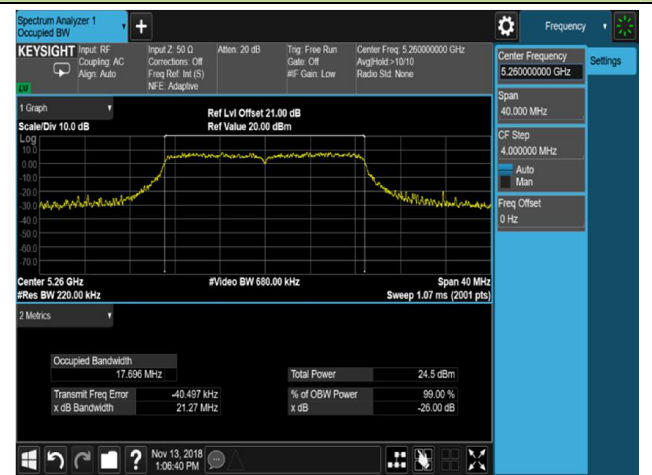 Spectrum Analyzer 1
Occupied BW
Frequency
KEYSIGHT
Input: RF
Coupling: AC
Align: Auto
Input Z: 50 Ω
Corrections: Off
Freq Ref: Int (S)
NFE: Adaptive
Atten: 20 dB
Trig: Free Run
Gate: Off
#IF Gain: Low
Center Freq: 5.260000000 GHz
Avg|Hold:>10/10
Radio Std: None
Center Frequency
5.260000000 GHz
Settings
Span
40.000 MHz
CF Step
4.000000 MHz
Auto
Man
Freq Offset
0 Hz
1 Graph
Scale/Div 10.0 dB
Ref Lvl Offset 21.00 dB
Ref Value 20.00 dBm
Log
10.0
0.00
-10.0
-20.0
-30.0
-40.0
-50.0
-60.0
-70.0
Center 5.26 GHz
#Video BW 680.00 kHz
Span 40 MHz
#Res BW 220.00 kHz
Sweep 1.07 ms (2001 pts)
2 Metrics
Occupied Bandwidth
17.696 MHz
Total Power
24.5 dBm
Transmit Freq Error
-40.497 kHz
% of OBW Power
99.00 %
x dB Bandwidth
21.27 MHz
x dB
-26.00 dB
?
Nov 13, 2018
1:06:40 PM